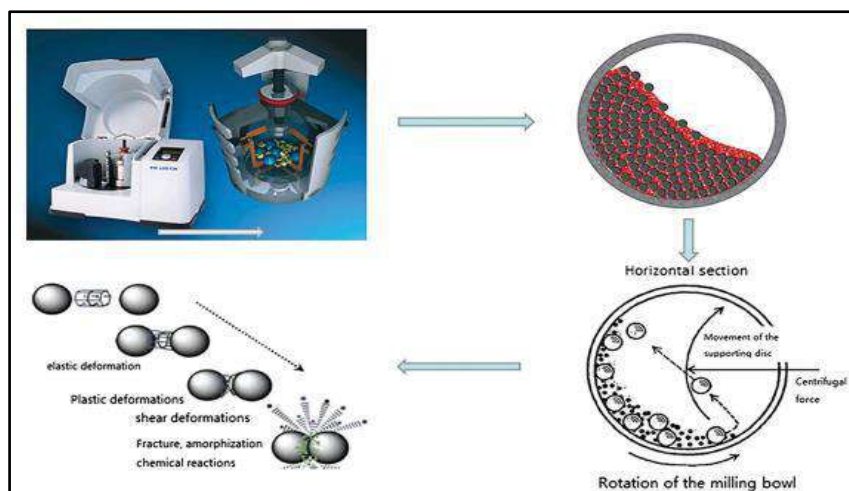 Horizontal section
Movement of the
supporting disc
Centrifugal
force
Rotation of the milling bowl
elastic deformation
Plastic deformations
shear deformations
Fracture, amorphization
chemical reactions